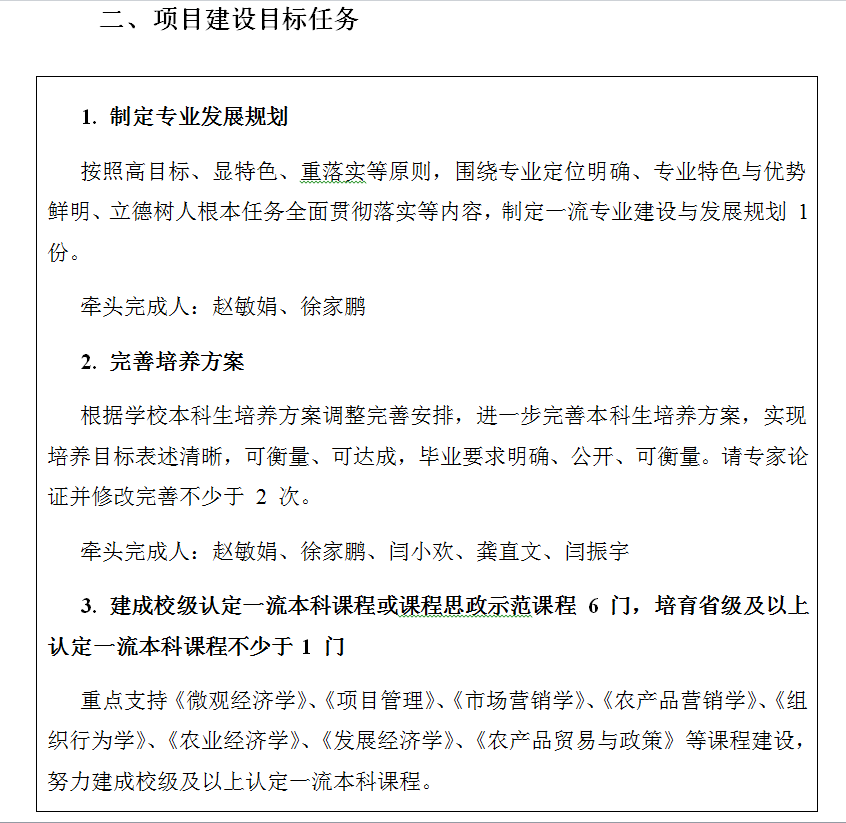 二、项目建设目标任务
1. 制定专业发展规划
按照高目标、显特色、重落实等原则，围绕专业定位明确、专业特色与优势
鲜明、立德树人根本任务全面贯彻落实等内容，制定一流专业建设与发展规划 1
份。
牵头完成人：赵敏娟、徐家鹏
2. 完善培养方案
根据学校本科生培养方案调整完善安排，进一步完善本科生培养方案，实现
培养目标表述清晰，可衡量、可达成，毕业要求明确、公开、可衡量。请专家论
证并修改完善不少于 2 次。
牵头完成人：赵敏娟、徐家鹏、闫小欢、龚直文、闫振宇
3. 建成校级认定一流本科课程或课程思政示范课程 6 门，培育省级及以上
认定一流本科课程不少于 1 门
重点支持《微观经济学》、《项目管理》、《市场营销学》、《农产品营销学》、《组
织行为学》、《农业经济学》、《发展经济学》、《农产品贸易与政策》等课程建设，
努力建成校级及以上认定一流本科课程。